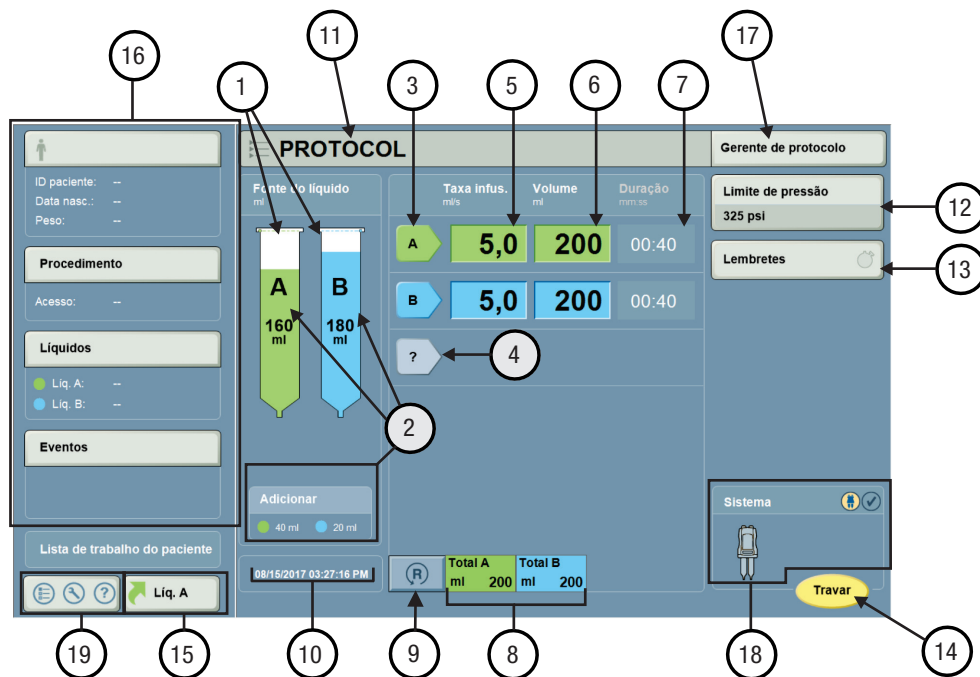 16
11
17
1
3
5
6
7
PROTOCOL
Gerente de protocolo
ID paciente: --
Data nasc.: --
Peso: --
Fonte do líquido
ml
Taxa infus.
ml/s
Volume
ml
Duração
mm:ss
Limite de pressão
325 psi
12
A
5,0
200
00:40
Procedimento
Lembretes
13
Acesso: --
A
160
ml
B
180
ml
B
5,0
200
00:40
Líquidos
?
4
Líq. A: --
Líq. B: --
2
Eventos
Adicionar
40 ml
20 ml
Sistema
Lista de trabalho do paciente
08/15/2017 03:27:16 PM
R
Total A
ml 200
Total B
ml 200
?
Líq. A
Travar
19
15
10
9
8
18
14